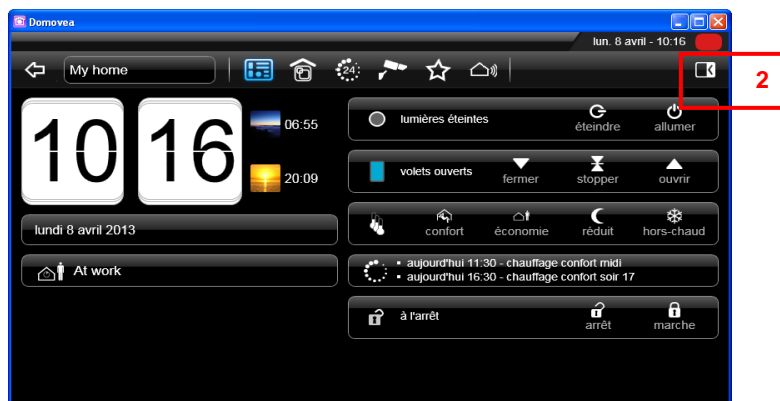 Domovea
lun. 8 avril - 10:16
My home
24
2
10 16
06:55
20:09
lundi 8 avril 2013
At work
lumières éteintes
éteindre
allumer
volets ouverts
fermer
stopper
ouvrir
confort
économie
réduit
hors-chaud
aujourd'hui 11:30 - chauffage confort midi
aujourd'hui 16:30 - chauffage confort soir 17
à l'arrêt
arrêt
marche